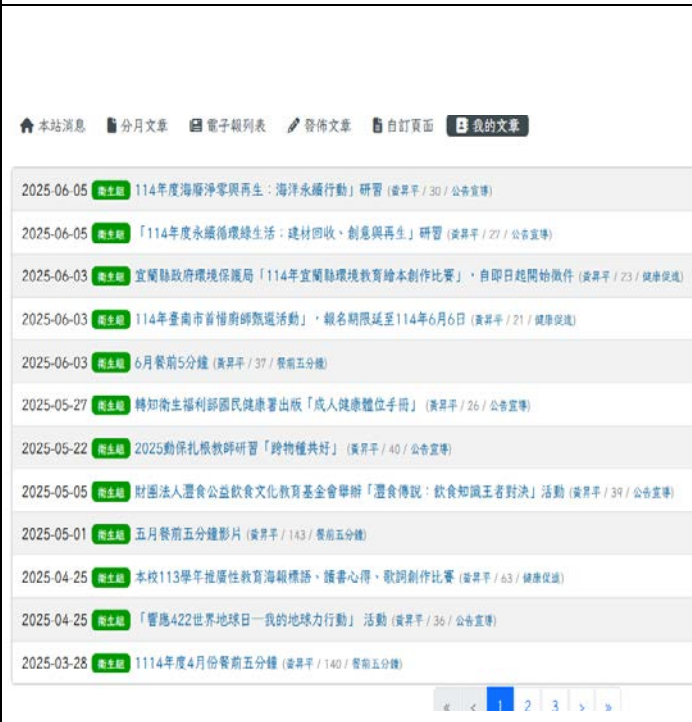 本站消息 分月文章 電子報列表 發佈文章 自訂頁面 我的文章
2025-06-05 衛生組 114年度海廢淨零與再生：海洋永續行動」研習 (黃昇平 / 30 / 公告宣導)
2025-06-05 衛生組 「114年度永續循環綠生活：建材回收、創意與再生」研習 (黃昇平 / 27 / 公告宣導)
2025-06-03 衛生組 宜蘭縣政府環境保護局「114年宜蘭縣環境教育繪本創作比賽」，自即日起開始徵件 (黃昇平 / 23 / 健康促進)
2025-06-03 衛生組 114年臺南市首惜廚師甄選活動」，報名期限延至114年6月6日 (黃昇平 / 21 / 健康促進)
2025-06-03 衛生組 6月餐前5分鐘 (黃昇平 / 37 / 餐前五分鐘)
2025-05-27 衛生組 轉知衛生福利部國民健康署出版「成人健康體位手冊」 (黃昇平 / 26 / 公告宣導)
2025-05-22 衛生組 2025動保扎根教師研習「跨物種共好」 (黃昇平 / 40 / 公告宣導)
2025-05-05 衛生組 財團法人灃食公益飲食文化教育基金會舉辦「灃食傳說：飲食知識王者對決」活動 (黃昇平 / 39 / 公告宣導)
2025-05-01 衛生組 五月餐前五分鐘影片 (黃昇平 / 143 / 餐前五分鐘)
2025-04-25 衛生組 本校113學年推廣性教育海報標語、讀書心得、歌詞創作比賽 (黃昇平 / 63 / 健康促進)
2025-04-25 衛生組 「響應422世界地球日—我的地球力行動」 活動 (黃昇平 / 36 / 公告宣導)
2025-03-28 衛生組 1114年度4月份餐前五分鐘 (黃昇平 / 140 / 餐前五分鐘)
« ‹ 1 2 3 › »